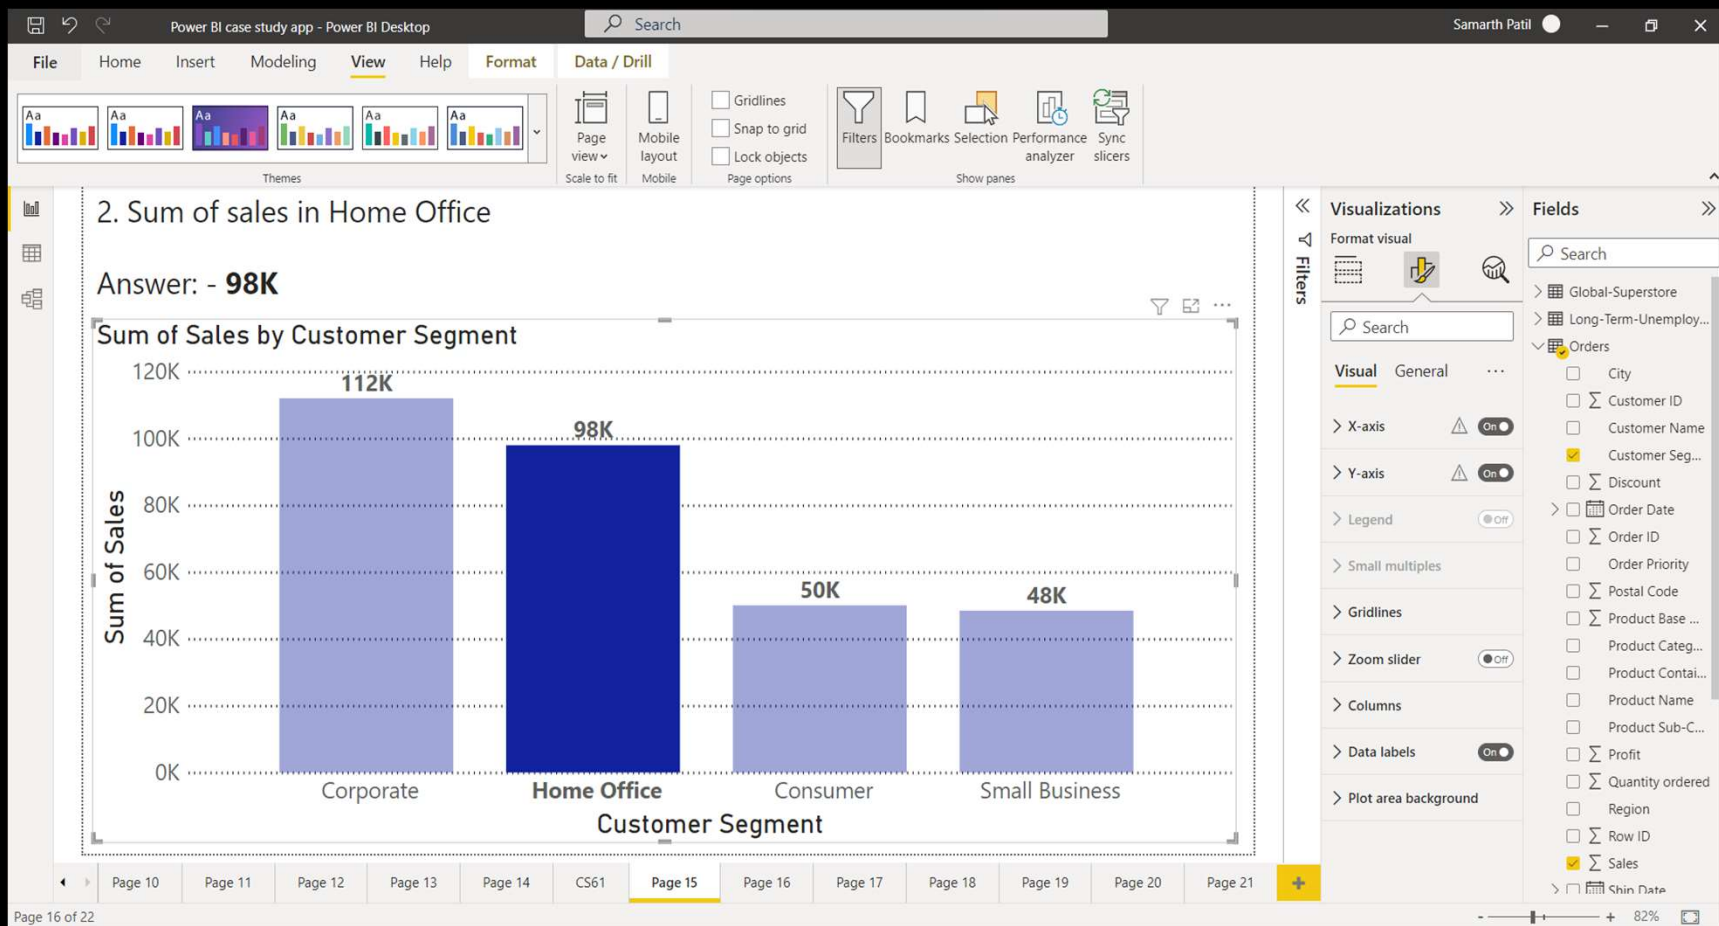 Power BI case study app - Power BI Desktop
Search
Samarth Patil
File
Home
Insert
Modeling
View
Help
Format
Data / Drill
Aa
Aa
Aa
Aa
Aa
Aa
Themes
Page
view
Scale to fit
Mobile
layout
Mobile
Gridlines
Snap to grid
Lock objects
Page options
Filters
Bookmarks
Selection
Performance
analyzer
Sync
slicers
Show panes
2. Sum of sales in Home Office
Answer: - 98K
Sum of Sales by Customer Segment
120K
100K
80K
60K
40K
20K
0K
Sum of Sales
112K
98K
50K
48K
Corporate
Home Office
Consumer
Small Business
Customer Segment
Filters
Visualizations
Format visual
Search
Visual
General
X-axis
On
Y-axis
On
Legend
Off
Small multiples
Gridlines
Zoom slider
Off
Columns
Data labels
On
Plot area background
Fields
Search
Global-Superstore
Long-Term-Unemploy...
Orders
City
Customer ID
Customer Name
Customer Seg...
Discount
Order Date
Order ID
Order Priority
Postal Code
Product Base ...
Product Categ...
Product Contai...
Product Name
Product Sub-C...
Profit
Quantity ordered
Region
Row ID
Sales
Ship Date
Page 10
Page 11
Page 12
Page 13
Page 14
CS61
Page 15
Page 16
Page 17
Page 18
Page 19
Page 20
Page 21
Page 16 of 22
82%